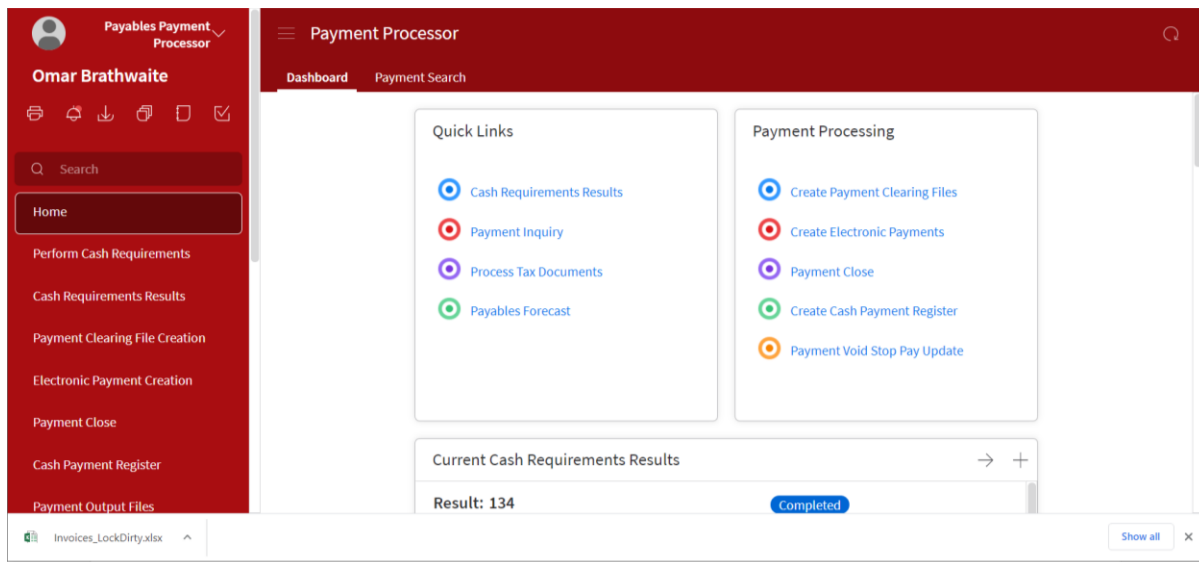 Payables Payment
Processor
Omar Brathwaite
Search
Home
Perform Cash Requirements
Cash Requirements Results
Payment Clearing File Creation
Electronic Payment Creation
Payment Close
Cash Payment Register
Payment Output Files
Payment Processor
Dashboard Payment Search
Quick Links
Cash Requirements Results
Payment Inquiry
Process Tax Documents
Payables Forecast
Payment Processing
Create Payment Clearing Files
Create Electronic Payments
Payment Close
Create Cash Payment Register
Payment Void Stop Pay Update
Current Cash Requirements Results
Result: 134 Completed
Invoices_LockDirty.xlsx
Show all